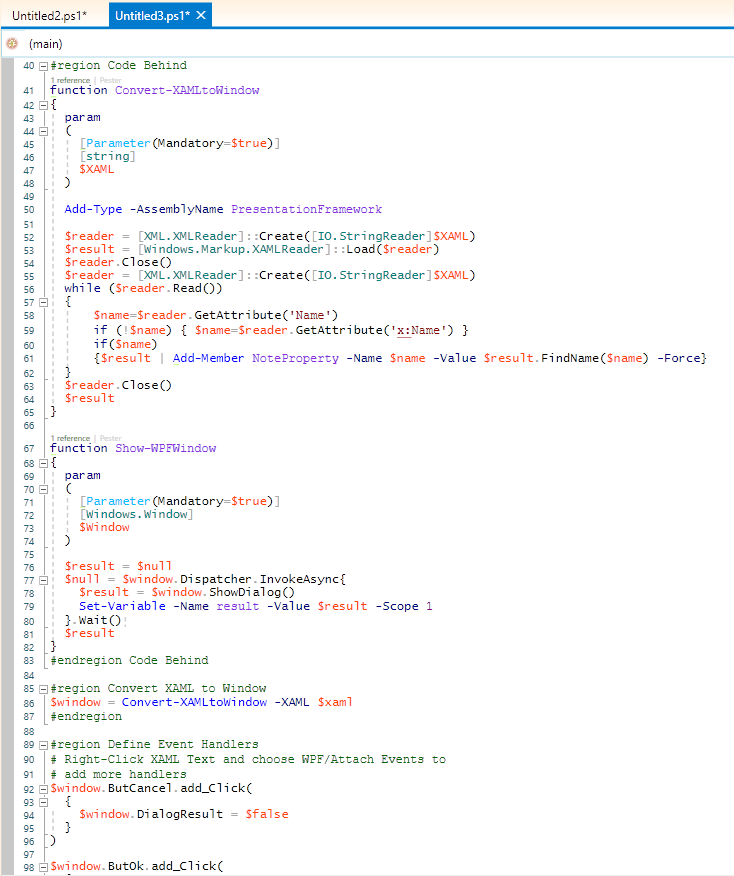 Untitled2.ps1*
Untitled3.ps1* ✕
(main)
40 #region Code Behind
1 reference | Pester
41 function Convert-XAMLtoWindow
42 {
43 param
44 (
45 [Parameter(Mandatory=$true)]
46 [string]
47 $XAML
48 )
49
50 Add-Type -AssemblyName PresentationFramework
51
52 $reader = [XML.XMLReader]::Create([IO.StringReader]$XAML)
53 $result = [Windows.Markup.XAMLReader]::Load($reader)
54 $reader.Close()
55 $reader = [XML.XMLReader]::Create([IO.StringReader]$XAML)
56 while ($reader.Read())
57 {
58 $name=$reader.GetAttribute('Name')
59 if (!$name) { $name=$reader.GetAttribute('x:Name') }
60 if($name)
61 {$result | Add-Member NoteProperty -Name $name -Value $result.FindName($name) -Force}
62 }
63 $reader.Close()
64 $result
65 }
66
1 reference | Pester
67 function Show-WPFWindow
68 {
69 param
70 (
71 [Parameter(Mandatory=$true)]
72 [Windows.Window]
73 $Window
74 )
75
76 $result = $null
77 $null = $window.Dispatcher.InvokeAsync{
78 $result = $window.ShowDialog()
79 Set-Variable -Name result -Value $result -Scope 1
80 }.Wait()
81 $result
82 }
83 #endregion Code Behind
84
85 #region Convert XAML to Window
86 $window = Convert-XAMLtoWindow -XAML $xaml
87 #endregion
88
89 #region Define Event Handlers
90 # Right-Click XAML Text and choose WPF/Attach Events to
91 # add more handlers
92 $window.ButCancel.add_Click(
93 {
94 $window.DialogResult = $false
95 }
96 )
97
98 $window.ButOk.add_Click(